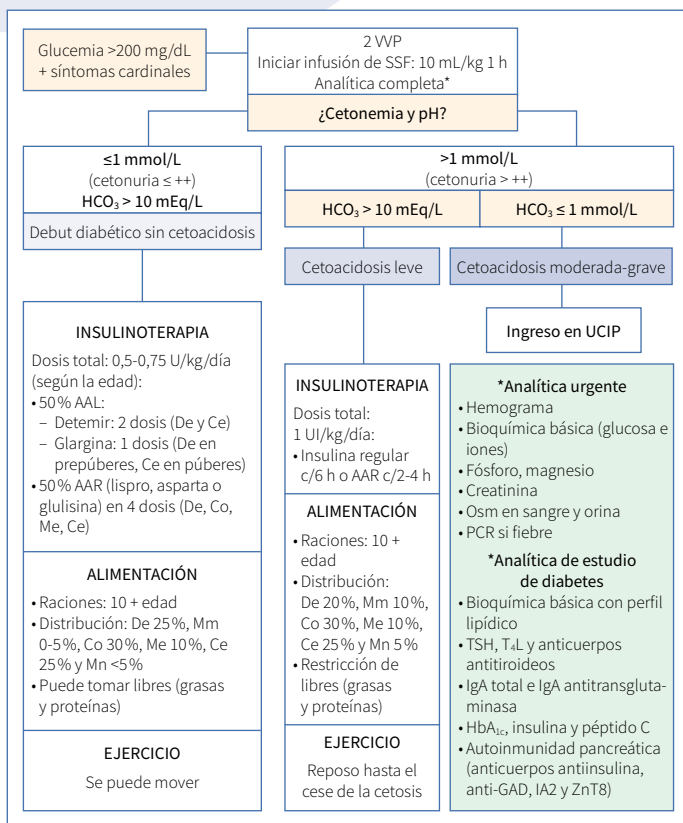 Glucemia >200 mg/dL
+ síntomas cardinales
2 VVP
Iniciar infusión de SSF: 10 mL/kg 1 h
Analítica completa*
¿Cetonemia y pH?
≤1 mmol/L
(cetonuria ≤ ++)
HCO₃ > 10 mEq/L
Debut diabético sin cetoacidosis
>1 mmol/L
(cetonuria > ++)
HCO₃ > 10 mEq/L
HCO₃ ≤ 1 mmol/L
Cetoacidosis leve
Cetoacidosis moderada-grave
Ingreso en UCIP
INSULINOTERAPIA
Dosis total: 0,5-0,75 U/kg/día
(según la edad):
• 50% AAL:
– Detemir: 2 dosis (De y Ce)
– Glargina: 1 dosis (De en
prepúberes, Ce en púberes)
• 50% AAR (lispro, asparta o
glulisina) en 4 dosis (De, Co,
Me, Ce)
ALIMENTACIÓN
• Raciones: 10 + edad
• Distribución: De 25%, Mm
0-5%, Co 30%, Me 10%, Ce
25% y Mn <5%
• Puede tomar libres (grasas
y proteínas)
EJERCICIO
Se puede mover
INSULINOTERAPIA
Dosis total:
1 UI/kg/día:
• Insulina regular
c/6 h o AAR c/2-4 h
ALIMENTACIÓN
• Raciones: 10 +
edad
• Distribución:
De 20%, Mm 10%,
Co 30%, Me 10%,
Ce 25% y Mn 5%
• Restricción de
libres (grasas
y proteínas)
EJERCICIO
Reposo hasta el
cese de la cetosis
*Analítica urgente
• Hemograma
• Bioquímica básica (glucosa e
iones)
• Fósforo, magnesio
• Creatinina
• Osm en sangre y orina
• PCR si fiebre
*Analítica de estudio
de diabetes
• Bioquímica básica con perfil
lipídico
• TSH, T₄L y anticuerpos
antitiroideos
• IgA total e IgA antitransgluta-
minasa
• HbA₁c, insulina y péptido C
• Autoinmunidad pancreática
(anticuerpos antiinsulina,
anti-GAD, IA2 y ZnT8)